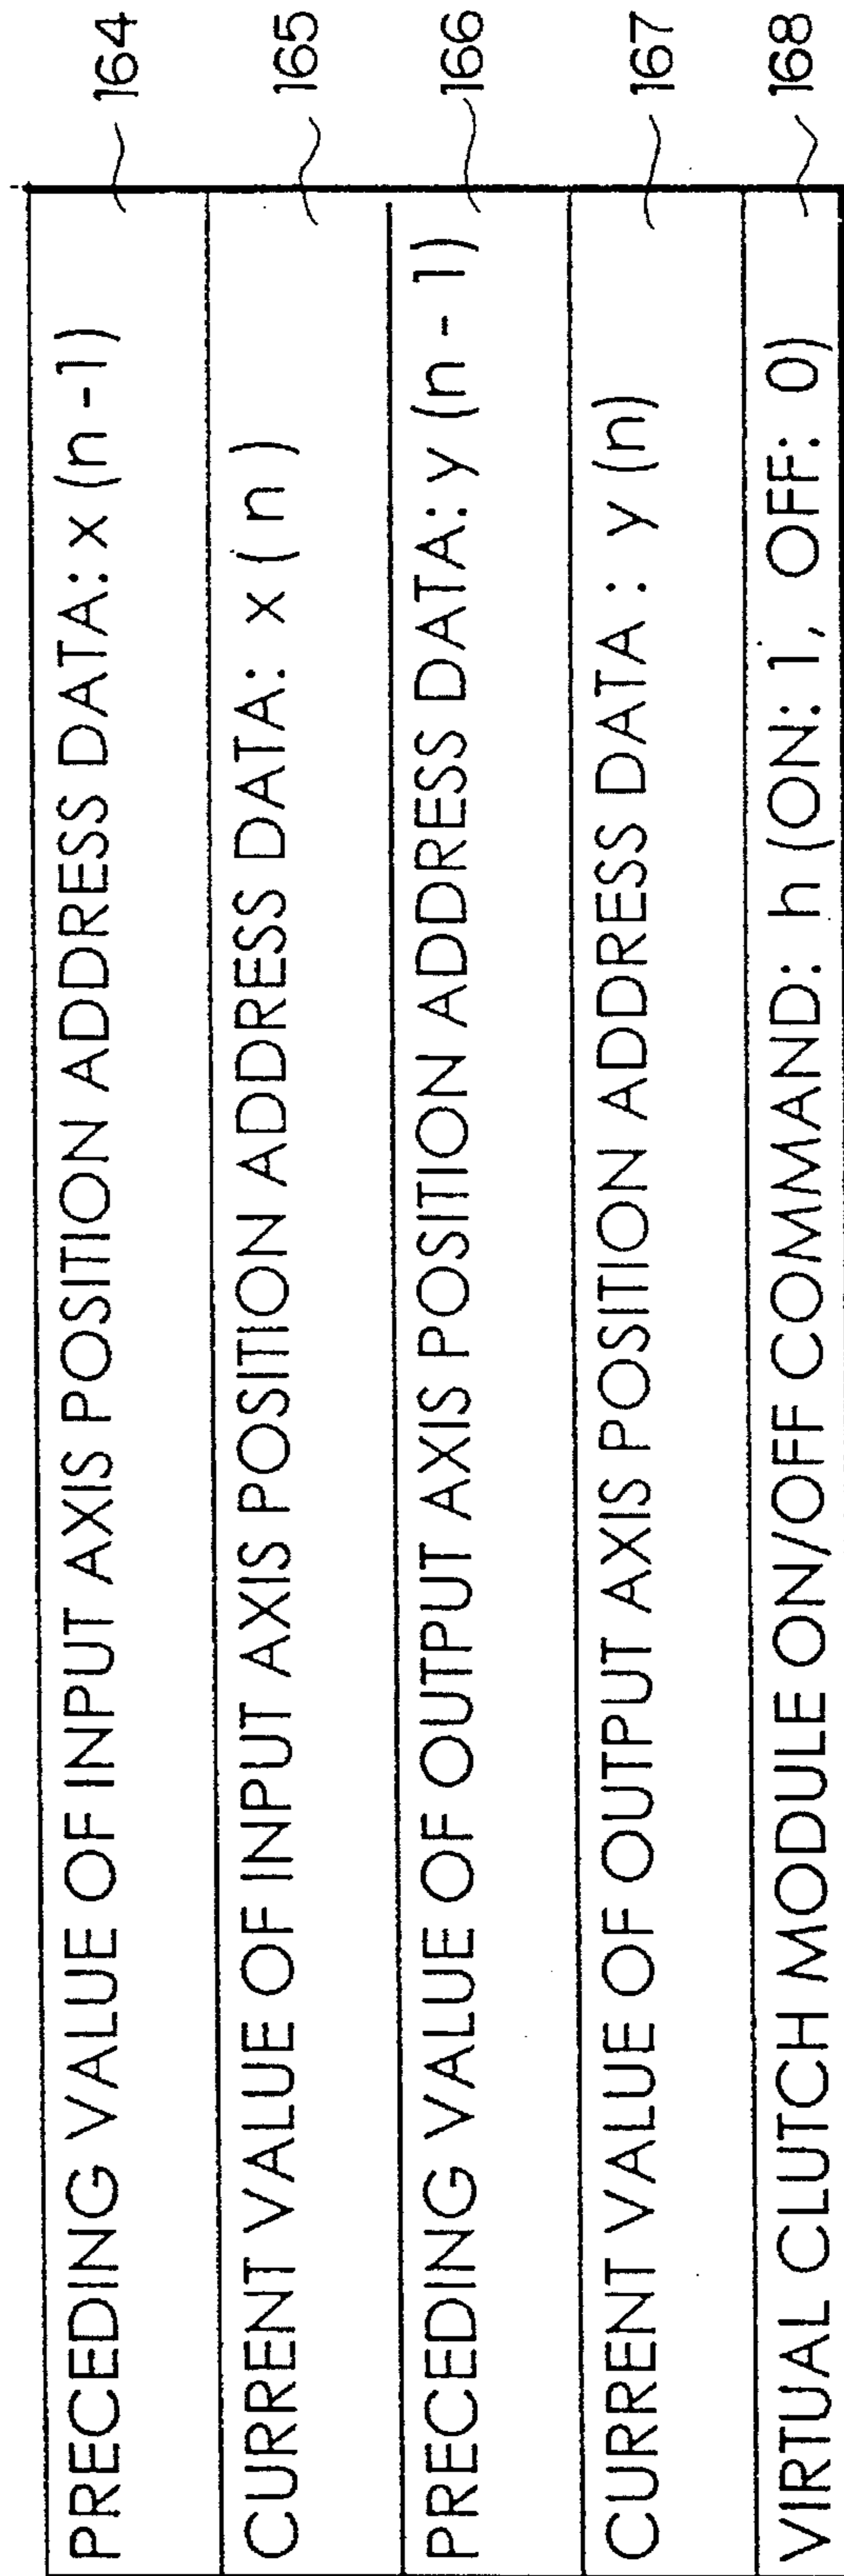 PRECEDING VALUE OF INPUT AXIS POSITION ADDRESS DATA: x (n - 1) 164
CURRENT VALUE OF INPUT AXIS POSITION ADDRESS DATA: x ( n ) 165
PRECEDING VALUE OF OUTPUT AXIS POSITION ADDRESS DATA: y (n - 1) 166
CURRENT VALUE OF OUTPUT AXIS POSITION ADDRESS DATA : y (n) 167
VIRTUAL CLUTCH MODULE ON/OFF COMMAND: h (ON: 1, OFF: 0) 168